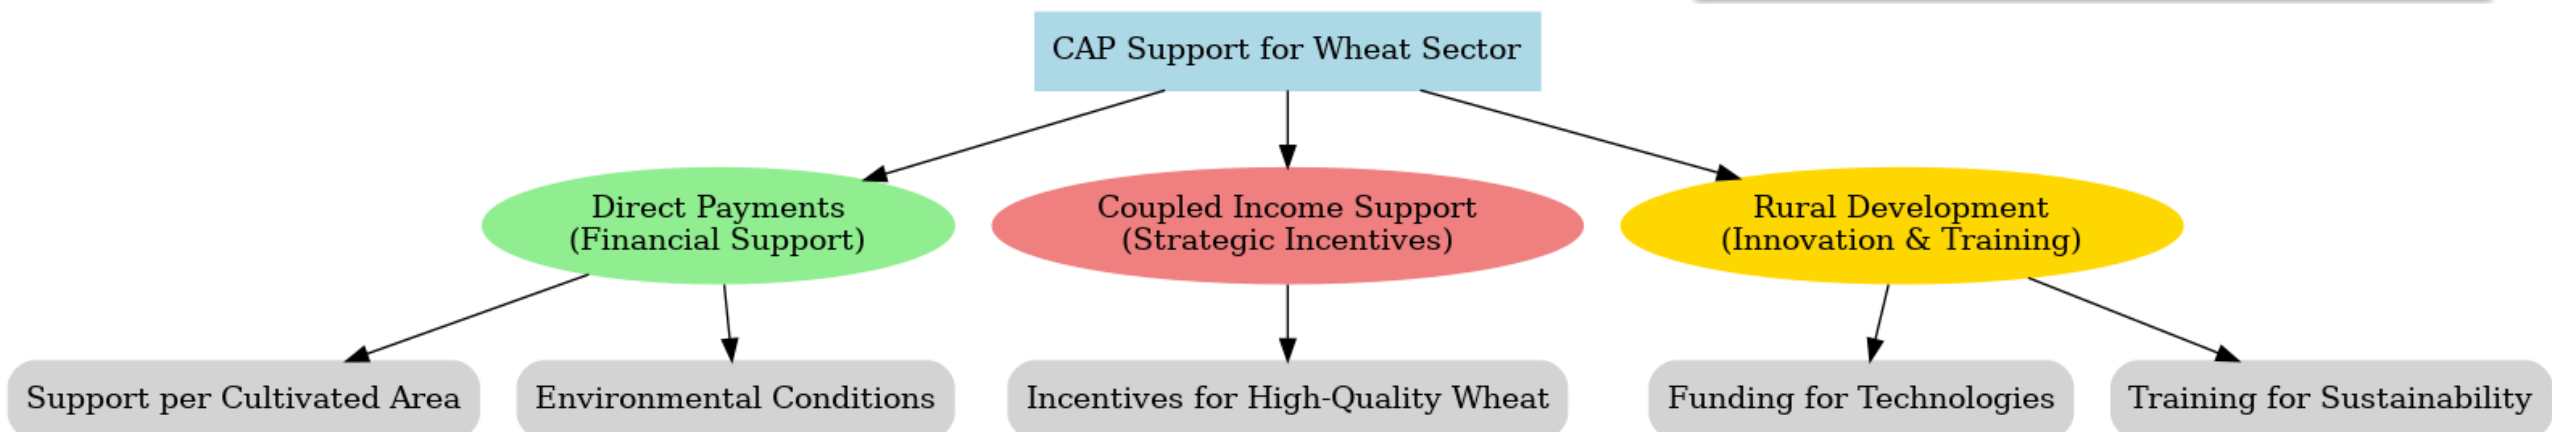 CAP Support for Wheat Sector
Direct Payments
(Financial Support)
Coupled Income Support
(Strategic Incentives)
Rural Development
(Innovation & Training)
Support per Cultivated Area
Environmental Conditions
Incentives for High-Quality Wheat
Funding for Technologies
Training for Sustainability